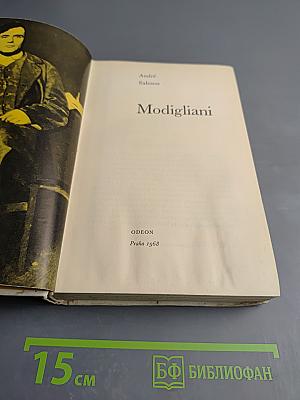 André
Salmon
Modigliani
ODEON
Praha 1968
15 см
БФ БИБЛИОФАН